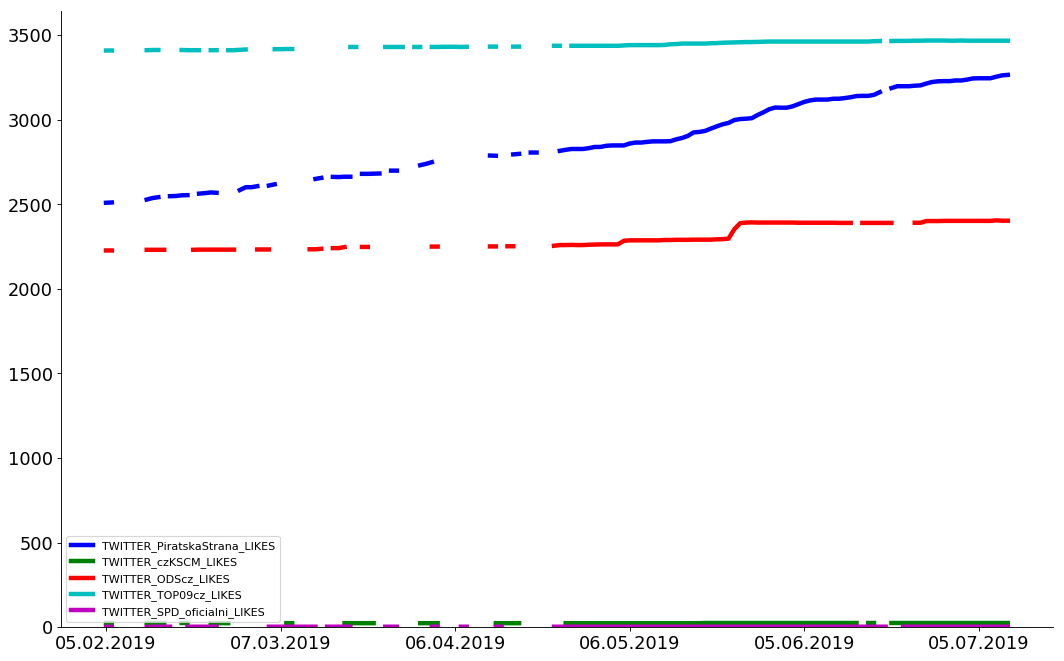 3500
3000
2500
2000
1500
1000
500
0
TWITTER_PiratskaStrana_LIKES
TWITTER_czKSCM_LIKES
TWITTER_ODScz_LIKES
TWITTER_TOP09cz_LIKES
TWITTER_SPD_oficialni_LIKES
05.02.2019 07.03.2019 06.04.2019 06.05.2019 05.06.2019 05.07.2019